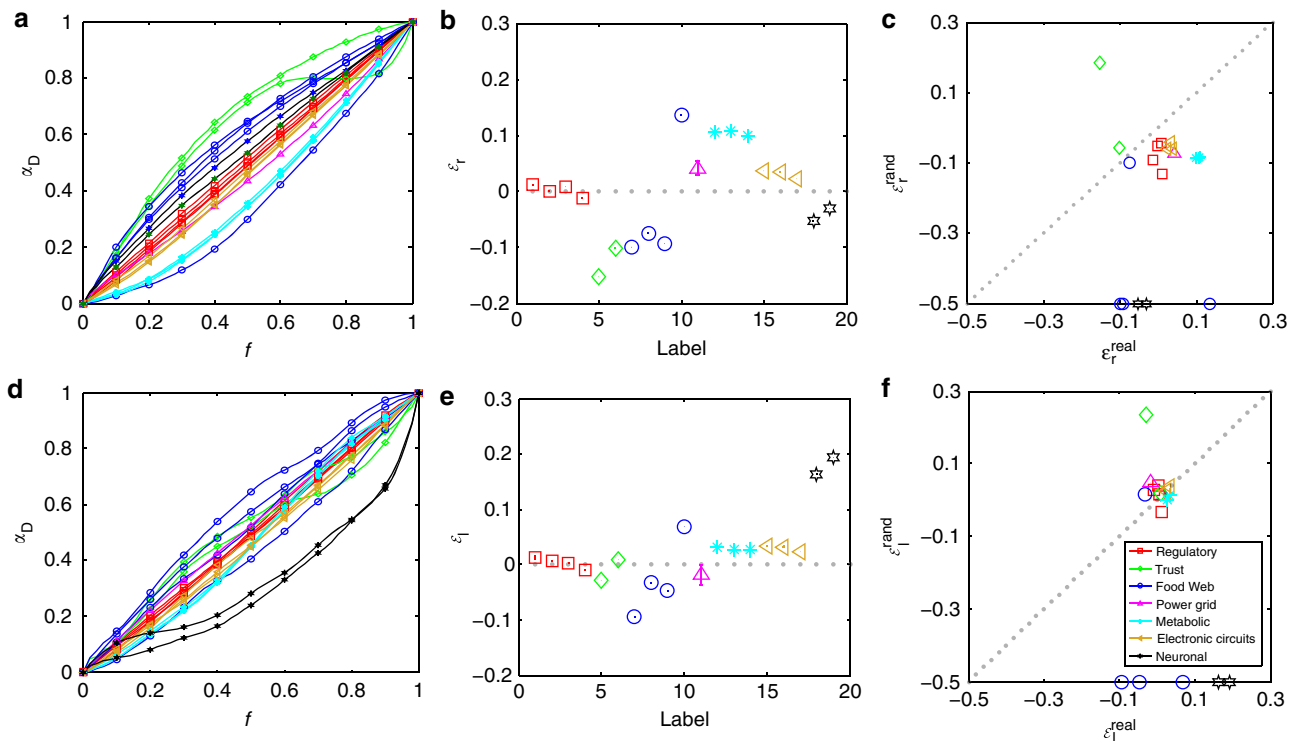 a
1
0.8
0.6
0.4
0.2
0
α_D
0 0.2 0.4 0.6 0.8 1
f
b
0.3
0.2
0.1
0
−0.1
−0.2
ε_r
0 5 10 15 20
Label
c
0.3
0.1
−0.1
−0.3
−0.5
ε_r^rand
−0.5 −0.3 −0.1 0.1 0.3
ε_r^real
d
1
0.8
0.6
0.4
0.2
0
α_D
0 0.2 0.4 0.6 0.8 1
f
e
0.3
0.2
0.1
0
−0.1
−0.2
ε_l
0 5 10 15 20
Label
f
0.3
0.1
−0.1
−0.3
−0.5
ε_l^rand
−0.5 −0.3 −0.1 0.1 0.3
ε_l^real
Regulatory
Trust
Food Web
Power grid
Metabolic
Electronic circuits
Neuronal